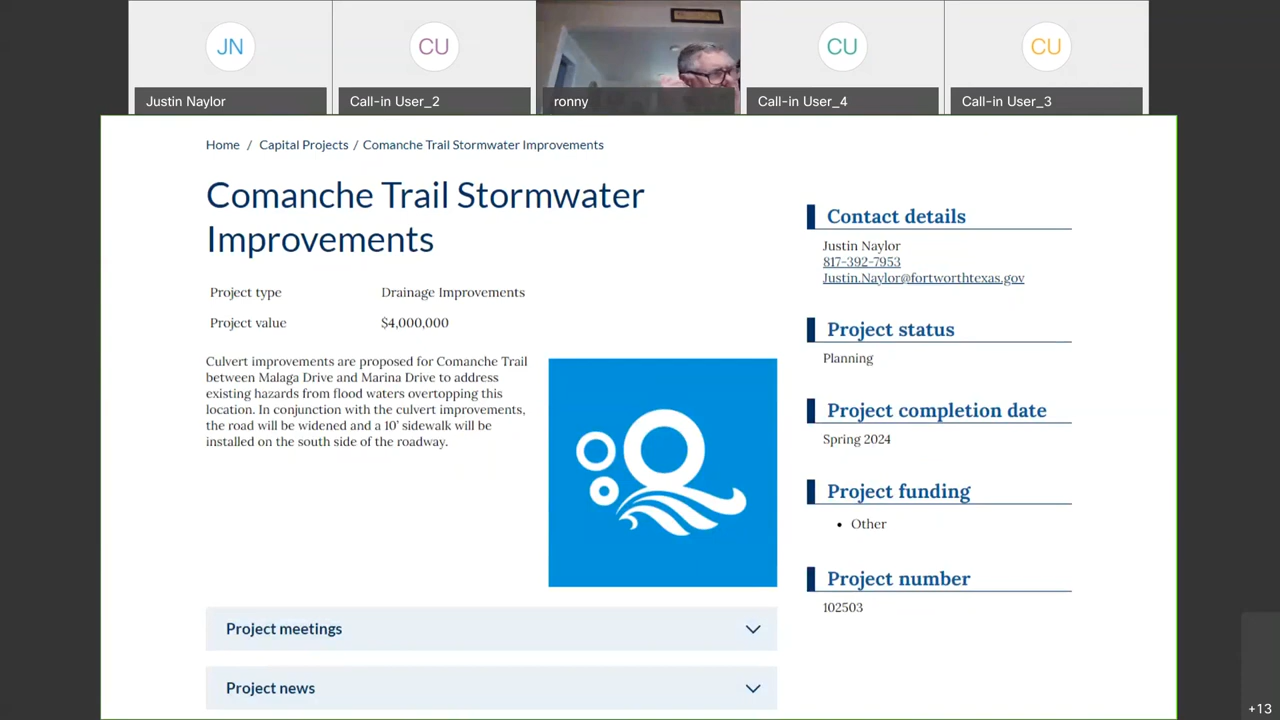 JN
CU
CU
CU
Justin Naylor
Call-in User_2
ronny
Call-in User_4
Call-in User_3
Home / Capital Projects / Comanche Trail Stormwater Improvements
Comanche Trail Stormwater
Improvements
Project type Drainage Improvements
Project value $4,000,000
Culvert improvements are proposed for Comanche Trail
between Malaga Drive and Marina Drive to address
existing hazards from flood waters overtopping this
location. In conjunction with the culvert improvements,
the road will be widened and a 10’ sidewalk will be
installed on the south side of the roadway.
Project meetings
Project news
Contact details
Justin Naylor
817-392-7953
Justin.Naylor@fortworthtexas.gov
Project status
Planning
Project completion date
Spring 2024
Project funding
• Other
Project number
102503
+13